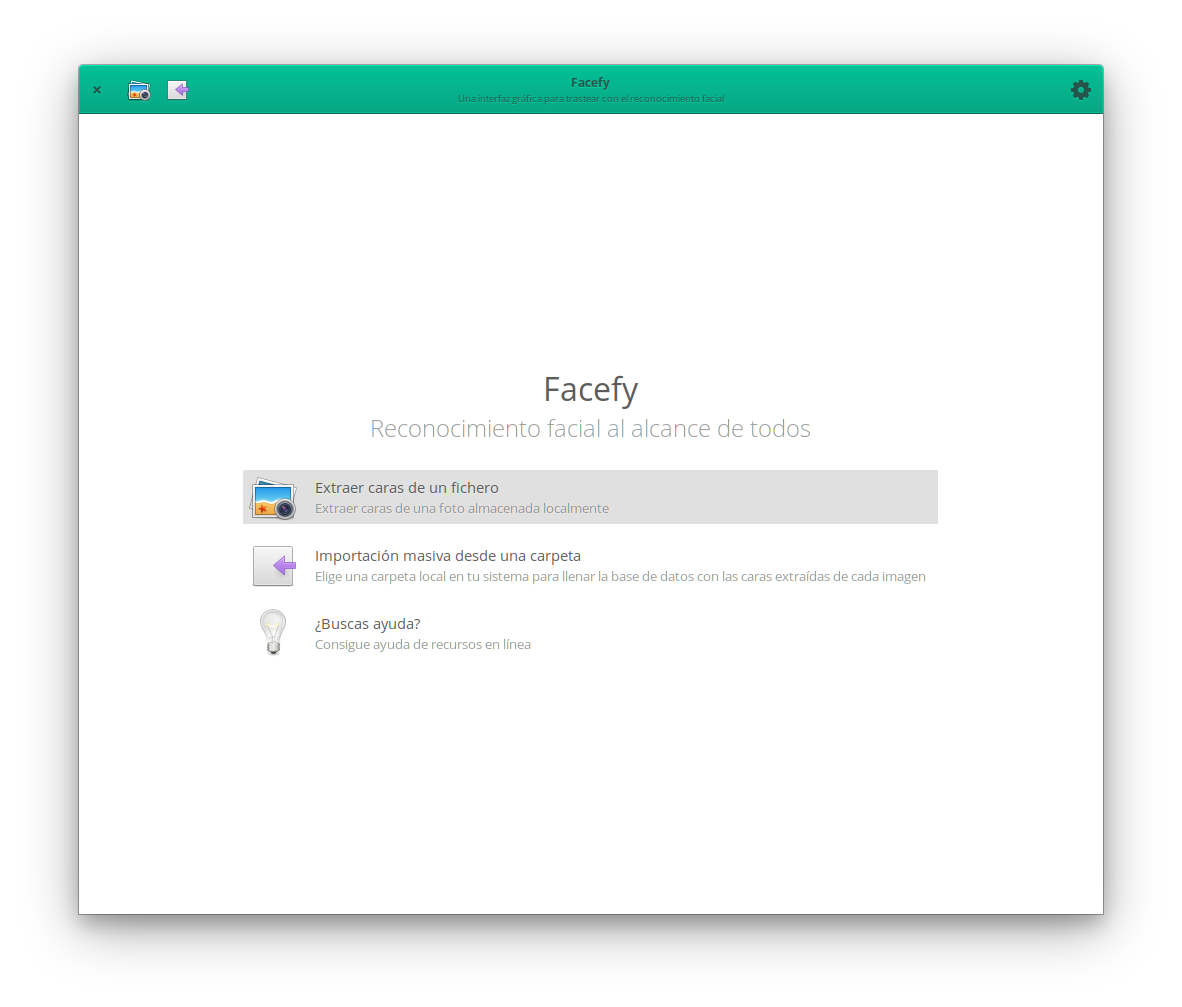 Facefy
Una interfaz gráfica para trastear con el reconocimiento facial
Facefy
Reconocimiento facial al alcance de todos
Extraer caras de un fichero
Extraer caras de una foto almacenada localmente
Importación masiva desde una carpeta
Elige una carpeta local en tu sistema para llenar la base de datos con las caras extraídas de cada imagen
¿Buscas ayuda?
Consigue ayuda de recursos en línea